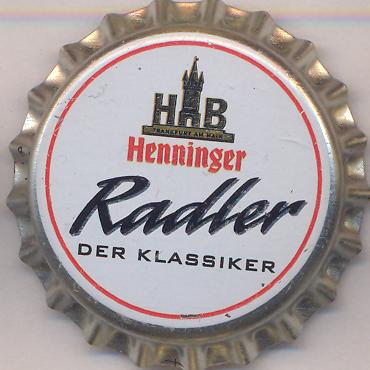 HB
FRANKFURT AM MAIN
Henninger
Radler
DER KLASSIKER